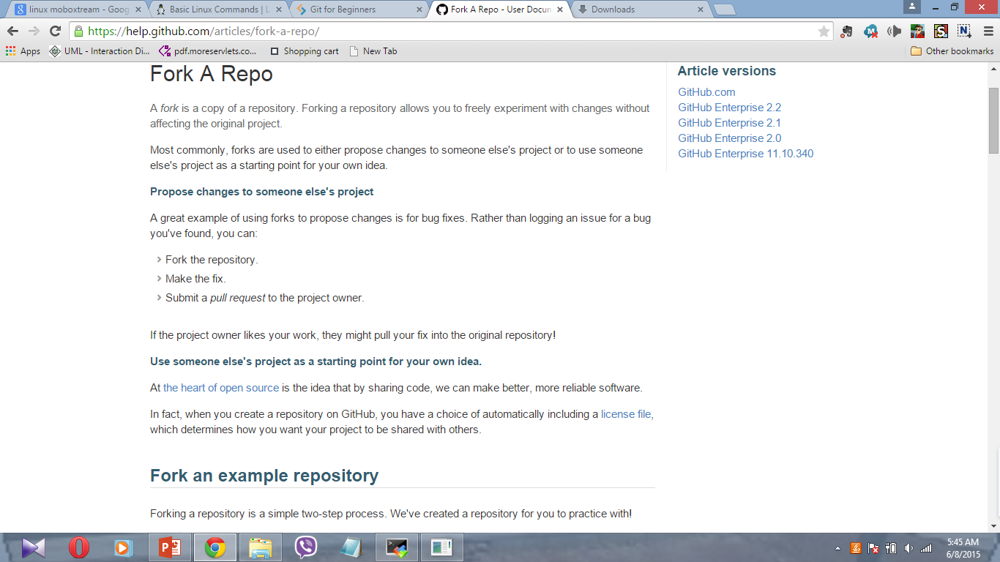 linux moboxtream - Goog
Basic Linux Commands | L
Git for Beginners
Fork A Repo - User Docun
Downloads
https://help.github.com/articles/fork-a-repo/
Apps
UML - Interaction Di...
pdf.moreservlets.co...
Shopping cart
New Tab
Other bookmarks
Fork A Repo
A fork is a copy of a repository. Forking a repository allows you to freely experiment with changes without
affecting the original project.
Most commonly, forks are used to either propose changes to someone else's project or to use someone
else's project as a starting point for your own idea.
Propose changes to someone else's project
A great example of using forks to propose changes is for bug fixes. Rather than logging an issue for a bug
you've found, you can:
Fork the repository.
Make the fix.
Submit a pull request to the project owner.
If the project owner likes your work, they might pull your fix into the original repository!
Use someone else's project as a starting point for your own idea.
At the heart of open source is the idea that by sharing code, we can make better, more reliable software.
In fact, when you create a repository on GitHub, you have a choice of automatically including a license file,
which determines how you want your project to be shared with others.
Fork an example repository
Forking a repository is a simple two-step process. We've created a repository for you to practice with!
Article versions
GitHub.com
GitHub Enterprise 2.2
GitHub Enterprise 2.1
GitHub Enterprise 2.0
GitHub Enterprise 11.10.340
5:45 AM
6/8/2015